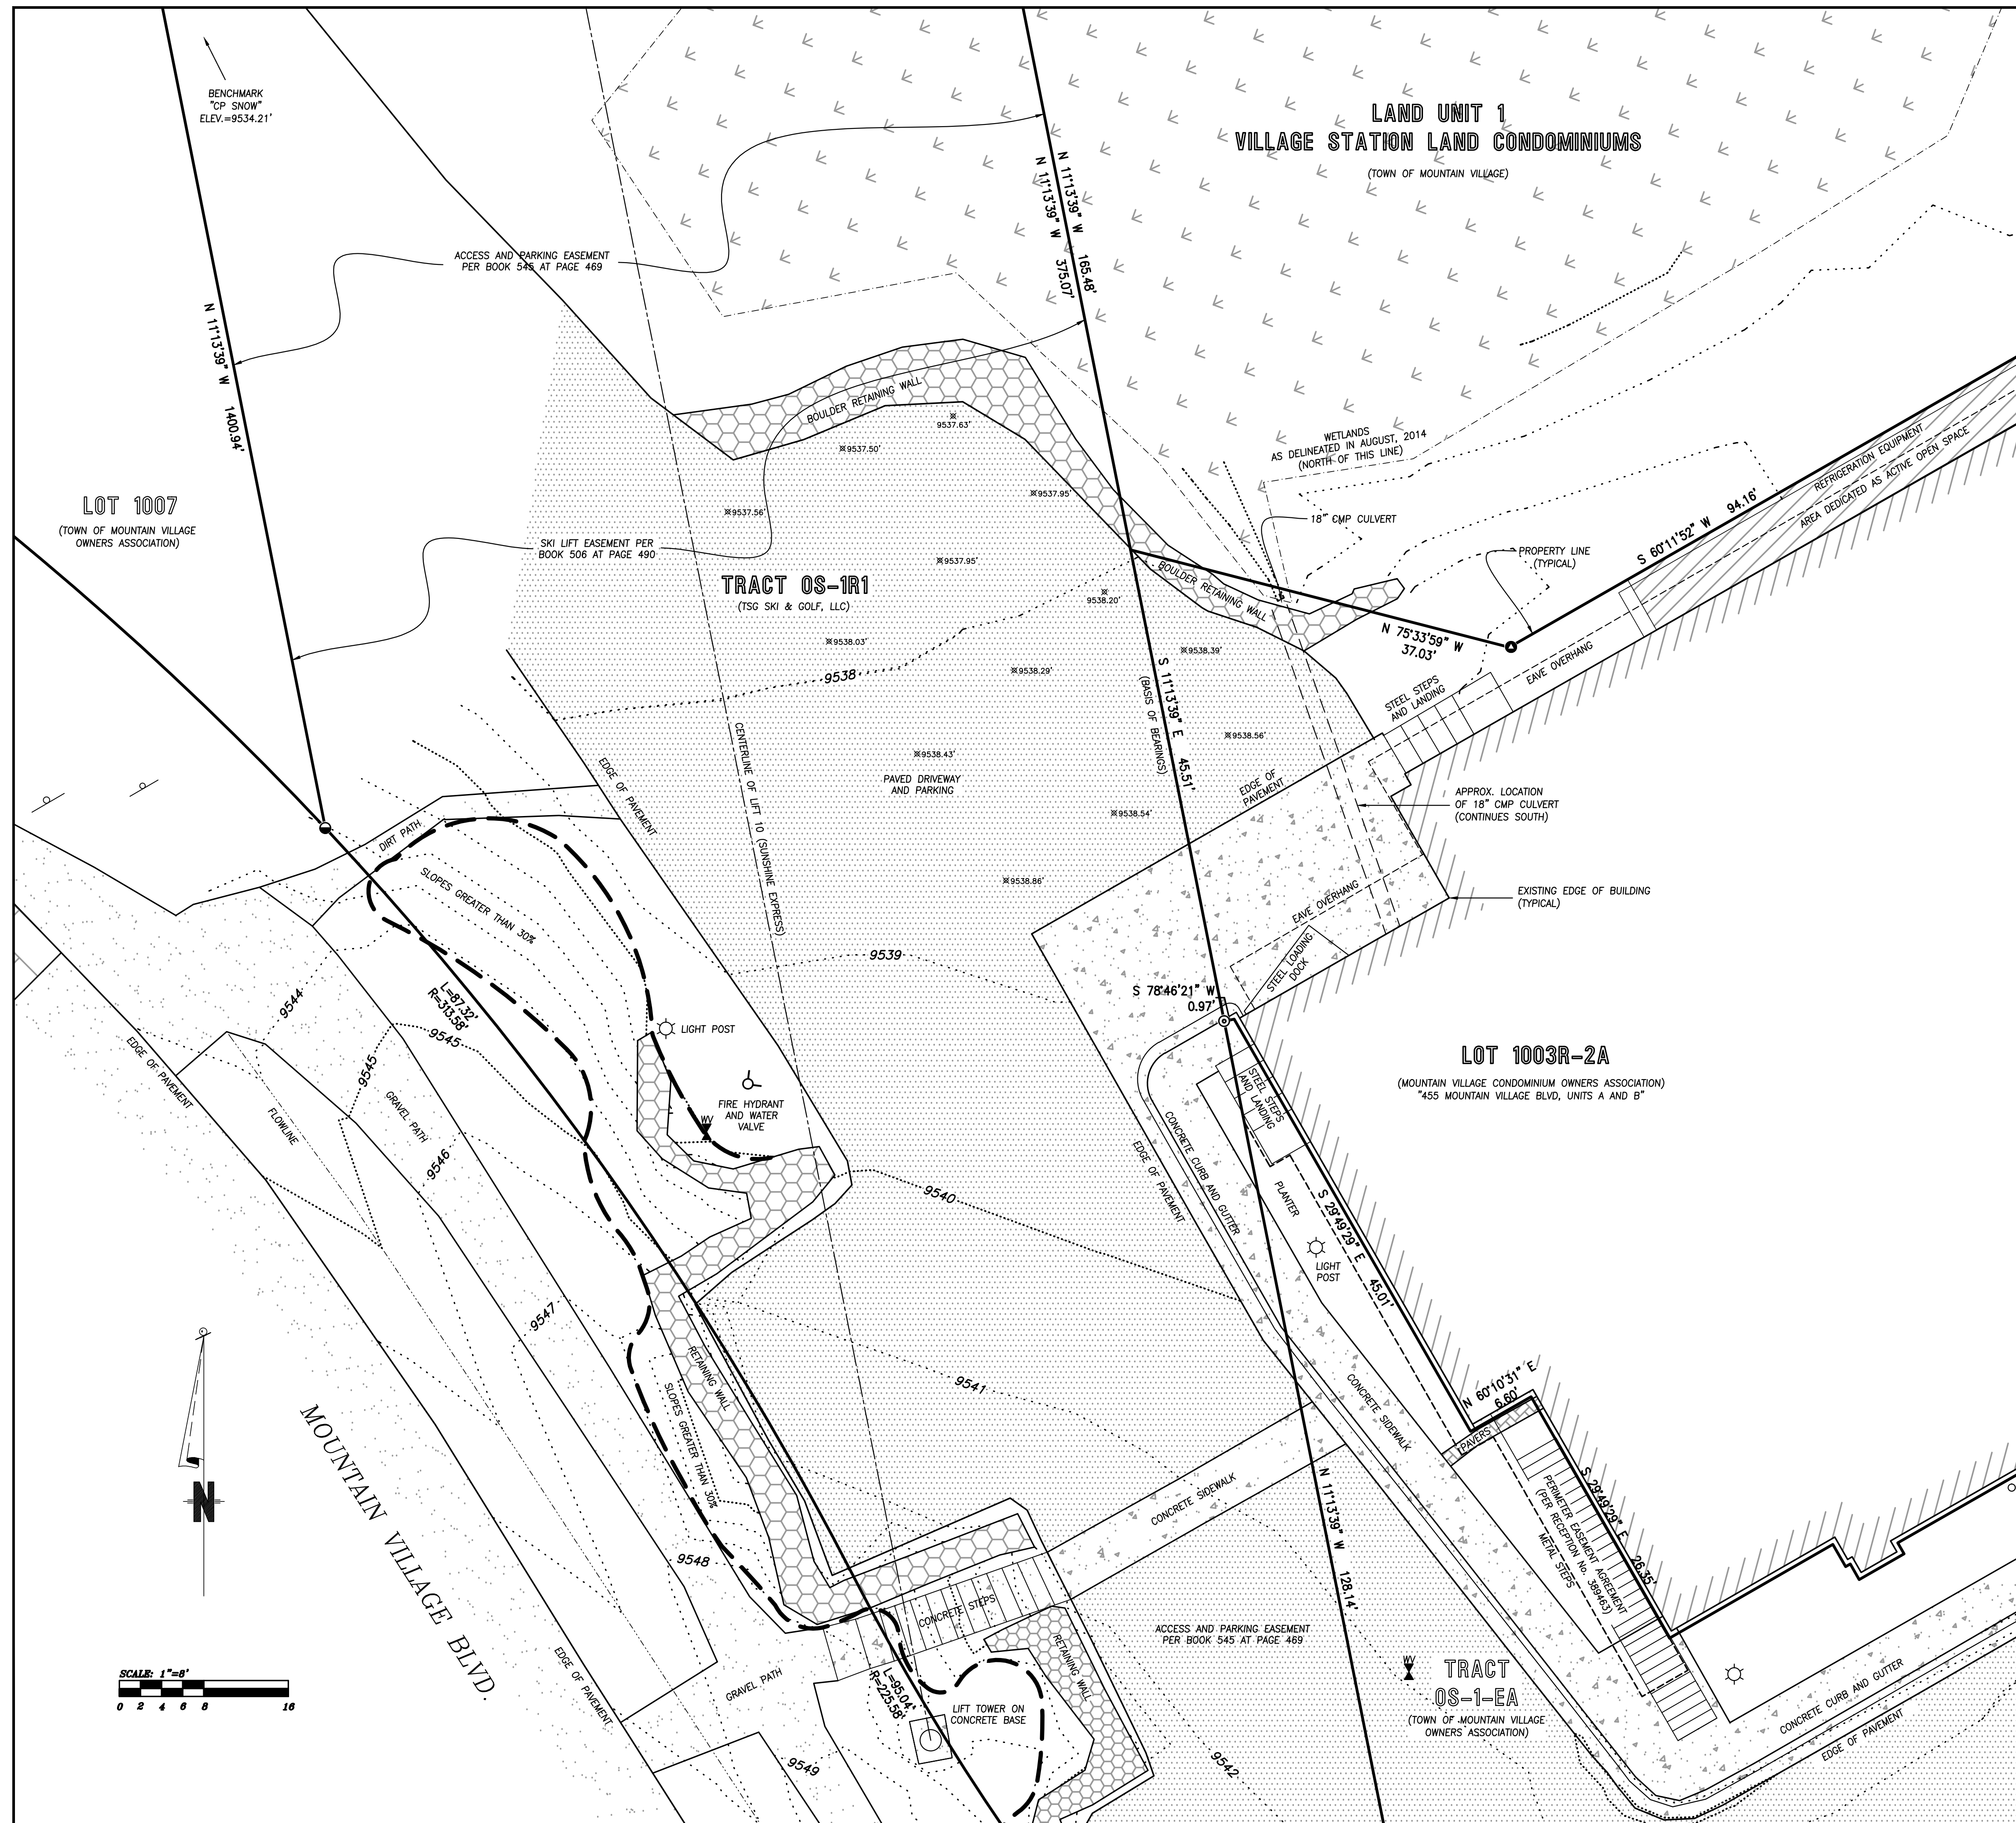 BENCHMARK
"CP SNOW"
ELEV.=9534.21'
LAND UNIT 1
VILLAGE STATION LAND CONDOMINIUMS
(TOWN OF MOUNTAIN VILLAGE)
N 11°13'39" W 165.48'
N 11°13'39" W 375.07'
ACCESS AND PARKING EASEMENT
PER BOOK 545 AT PAGE 469
N 11°13'39" W 1400.94'
BOULDER RETAINING WALL
9537.63'
9537.50'
9537.95'
9537.56'
WETLANDS
AS DELINEATED IN AUGUST, 2014
(NORTH OF THIS LINE)
REFRIGERATION EQUIPMENT
AREA DEDICATED AS ACTIVE OPEN SPACE
S 60°11'52" W 94.16'
LOT 1007
(TOWN OF MOUNTAIN VILLAGE
OWNERS ASSOCIATION)
18" CMP CULVERT
SKI LIFT EASEMENT PER
BOOK 506 AT PAGE 490
PROPERTY LINE
(TYPICAL)
9537.95'
TRACT OS-1R1
(TSG SKI & GOLF, LLC)
9538.20'
BOULDER RETAINING WALL
9538.03'
9538.39'
N 75°33'59" W
37.03'
9538.29'
9538
EAVE OVERHANG
STEEL STEPS
AND LANDING
S 11°13'39" E 45.51'
(BASIS OF BEARINGS)
CENTERLINE OF LIFT 10 (SUNSHINE EXPRESS)
9538.56'
9538.43'
EDGE OF PAVEMENT
PAVED DRIVEWAY
AND PARKING
EDGE OF
PAVEMENT
APPROX. LOCATION
OF 18" CMP CULVERT
(CONTINUES SOUTH)
9538.54'
DIRT PATH
9538.86'
SLOPES GREATER THAN 30%
EAVE OVERHANG
EXISTING EDGE OF BUILDING
(TYPICAL)
9539
STEEL LOADING
DOCK
S 78°46'21" W
0.97'
9544
L=87.32'
R=313.58'
9545
9545
LIGHT POST
EDGE OF PAVEMENT
FLOWLINE
GRAVEL PATH
FIRE HYDRANT
AND WATER
VALVE
WV
LOT 1003R-2A
(MOUNTAIN VILLAGE CONDOMINIUM OWNERS ASSOCIATION)
"455 MOUNTAIN VILLAGE BLVD, UNITS A AND B"
STEEL STEPS
AND LANDING
CONCRETE CURB AND GUTTER
EDGE OF PAVEMENT
PLANTER
S 29°49'29" E 45.01'
9546
9540
LIGHT
POST
9547
RETAINING WALL
SLOPES GREATER THAN 30%
9541
N 60°10'31" E
6.60'
CONCRETE SIDEWALK
PAVERS
MOUNTAIN VILLAGE BLVD.
N
CONCRETE SIDEWALK
N 11°13'39" W 128.14'
S 29°49'29" E 26.35'
PERIMETER EASEMENT AGREEMENT
(PER RECEPTION No. 389463)
METAL STEPS
9548
CONCRETE STEPS
ACCESS AND PARKING EASEMENT
PER BOOK 545 AT PAGE 469
RETAINING WALL
EDGE OF PAVEMENT
GRAVEL PATH
L=95.04'
R=225.58'
LIFT TOWER ON
CONCRETE BASE
WV
TRACT
OS-1-EA
(TOWN OF MOUNTAIN VILLAGE
OWNERS ASSOCIATION)
CONCRETE CURB AND GUTTER
EDGE OF PAVEMENT
9549
9542
SCALE: 1"=8'
0 2 4 6 8 16